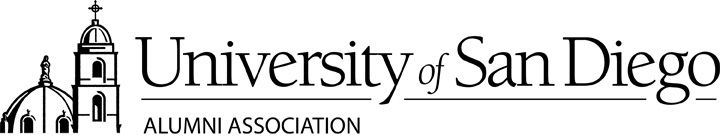 University of San Diego
ALUMNI ASSOCIATION